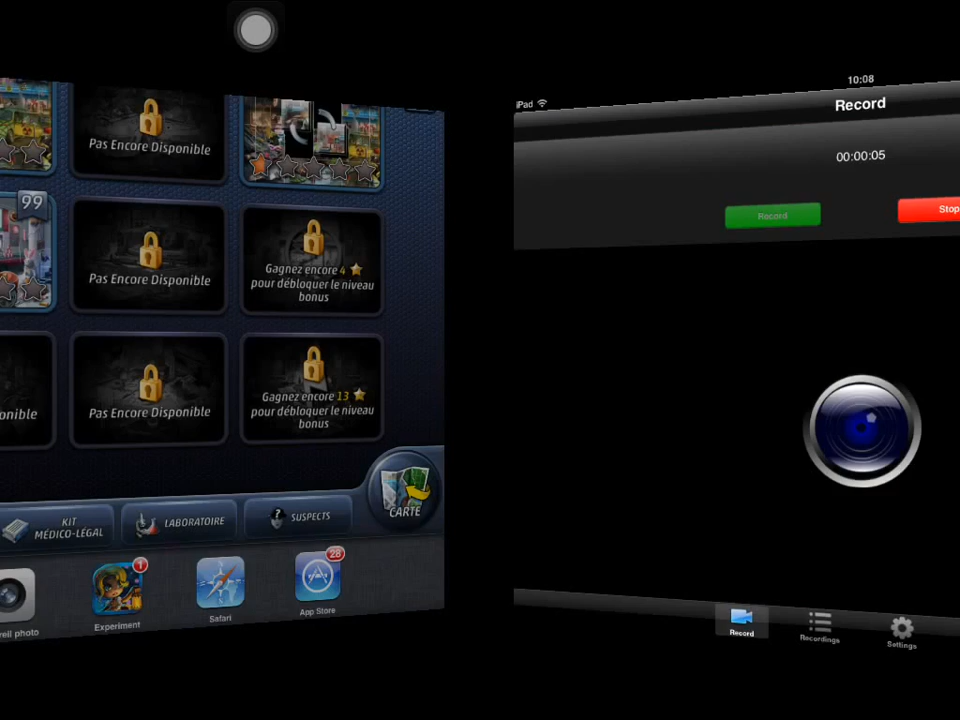 Pas Encore Disponible
99
Pas Encore Disponible
Gagnez encore 4
pour débloquer le niveau
bonus
onible
Pas Encore Disponible
Gagnez encore 13
pour débloquer le niveau
bonus
KIT
MÉDICO-LÉGAL
LABORATOIRE
SUSPECTS
CARTE
1
28
reil photo
Experiment
Safari
App Store
iPad
10:08
Record
00:00:05
Record
Stop
Record
Recordings
Settings